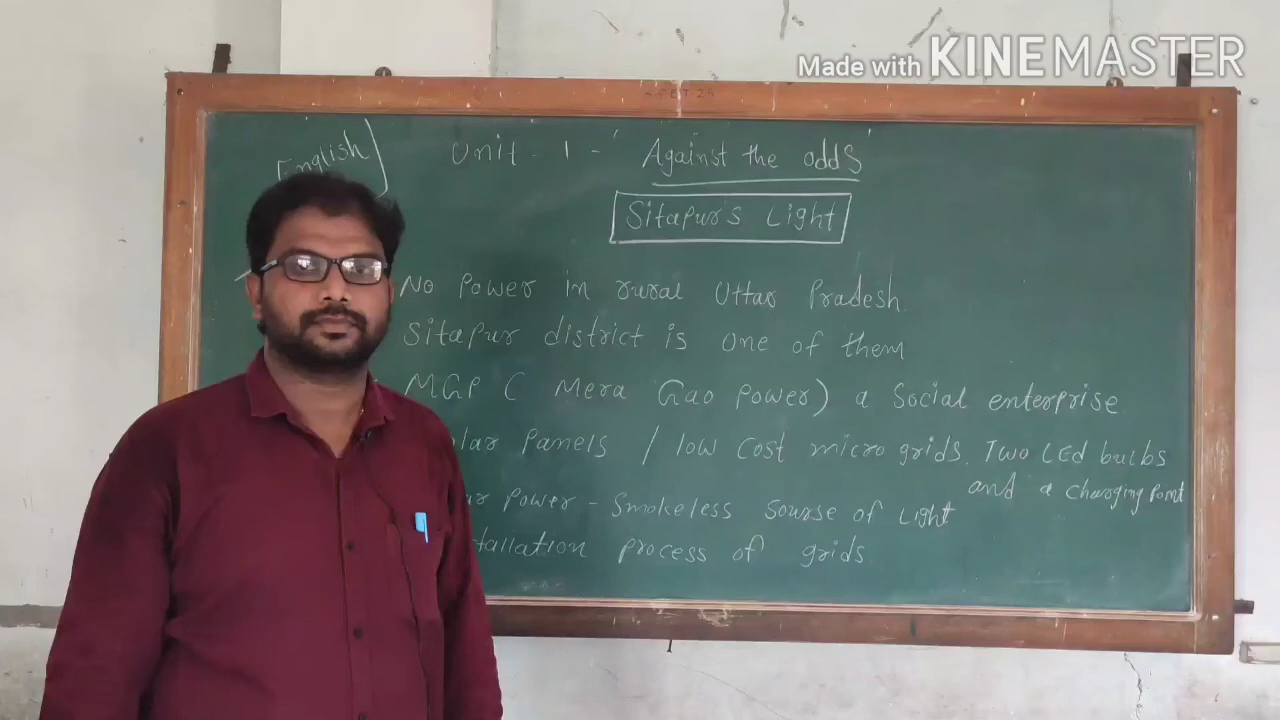 Made with KINEMASTER
English
Unit - 1 - Against the odds
Sitapur's Light
No Power in rural Uttar Pradesh
Sitapur district is one of them
MGP ( Mera Gao Power) a Social enterprise
Panels / low cost micro grids. Two LEd bulbs
and a charging point
Power - Smokeless Sourse of Light
process of grids